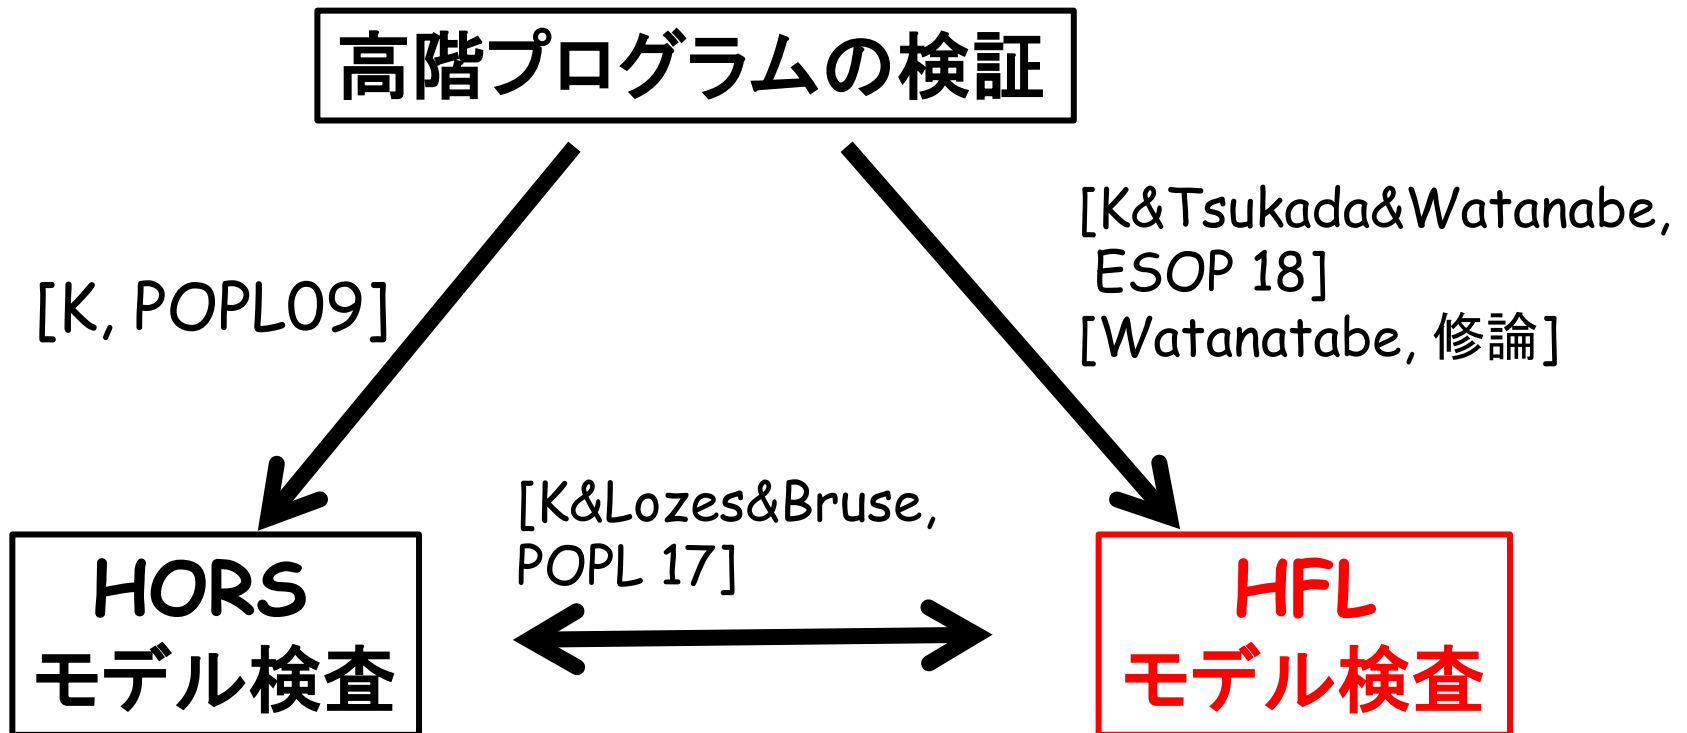 高階プログラムの検証
[K&Tsukada&Watanabe,
ESOP 18]
[Watanatabe, 修論]
[K, POPL09]
[K&Lozes&Bruse,
POPL 17]
HORS
モデル検査
HFL
モデル検査